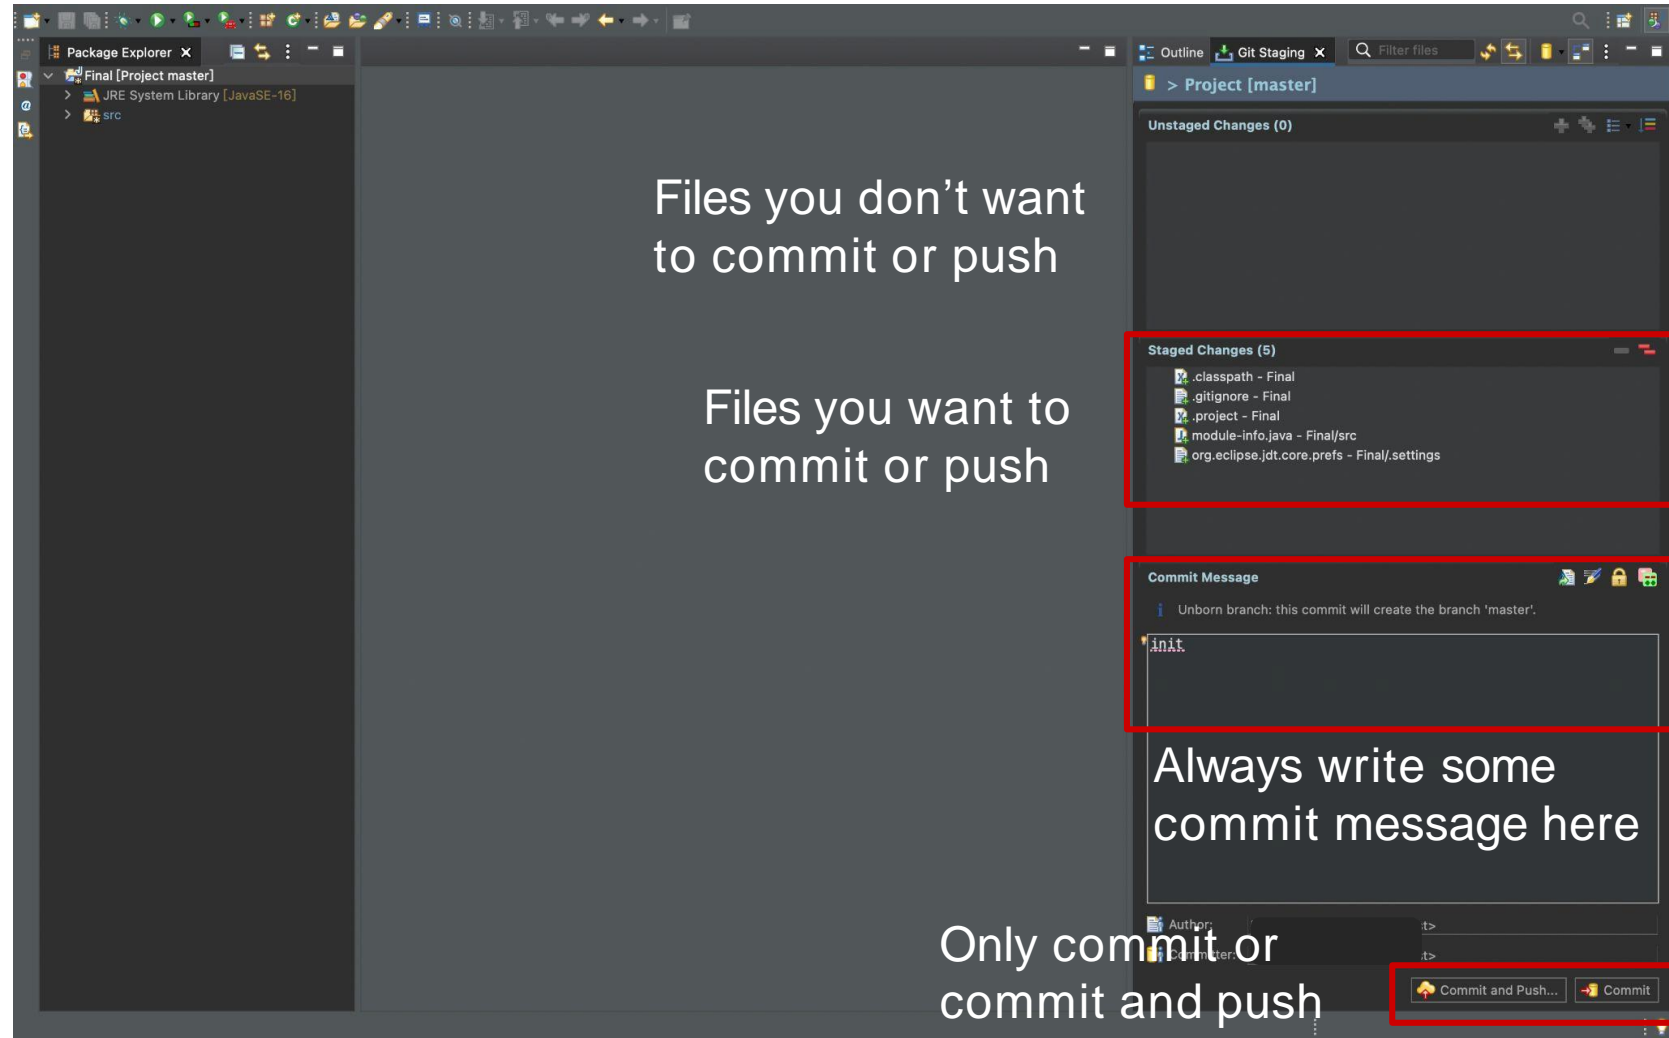 Package Explorer
Final [Project master]
JRE System Library [JavaSE-16]
src
Outline
Git Staging
Filter files
> Project [master]
Unstaged Changes (0)
Files you don’t want
to commit or push
Staged Changes (5)
.classpath - Final
.gitignore - Final
.project - Final
module-info.java - Final/src
org.eclipse.jdt.core.prefs - Final/.settings
Files you want to
commit or push
Commit Message
Unborn branch: this commit will create the branch 'master'.
init
Always write some
commit message here
Author:
Committer:
Only commit or
commit and push
Commit and Push...
Commit